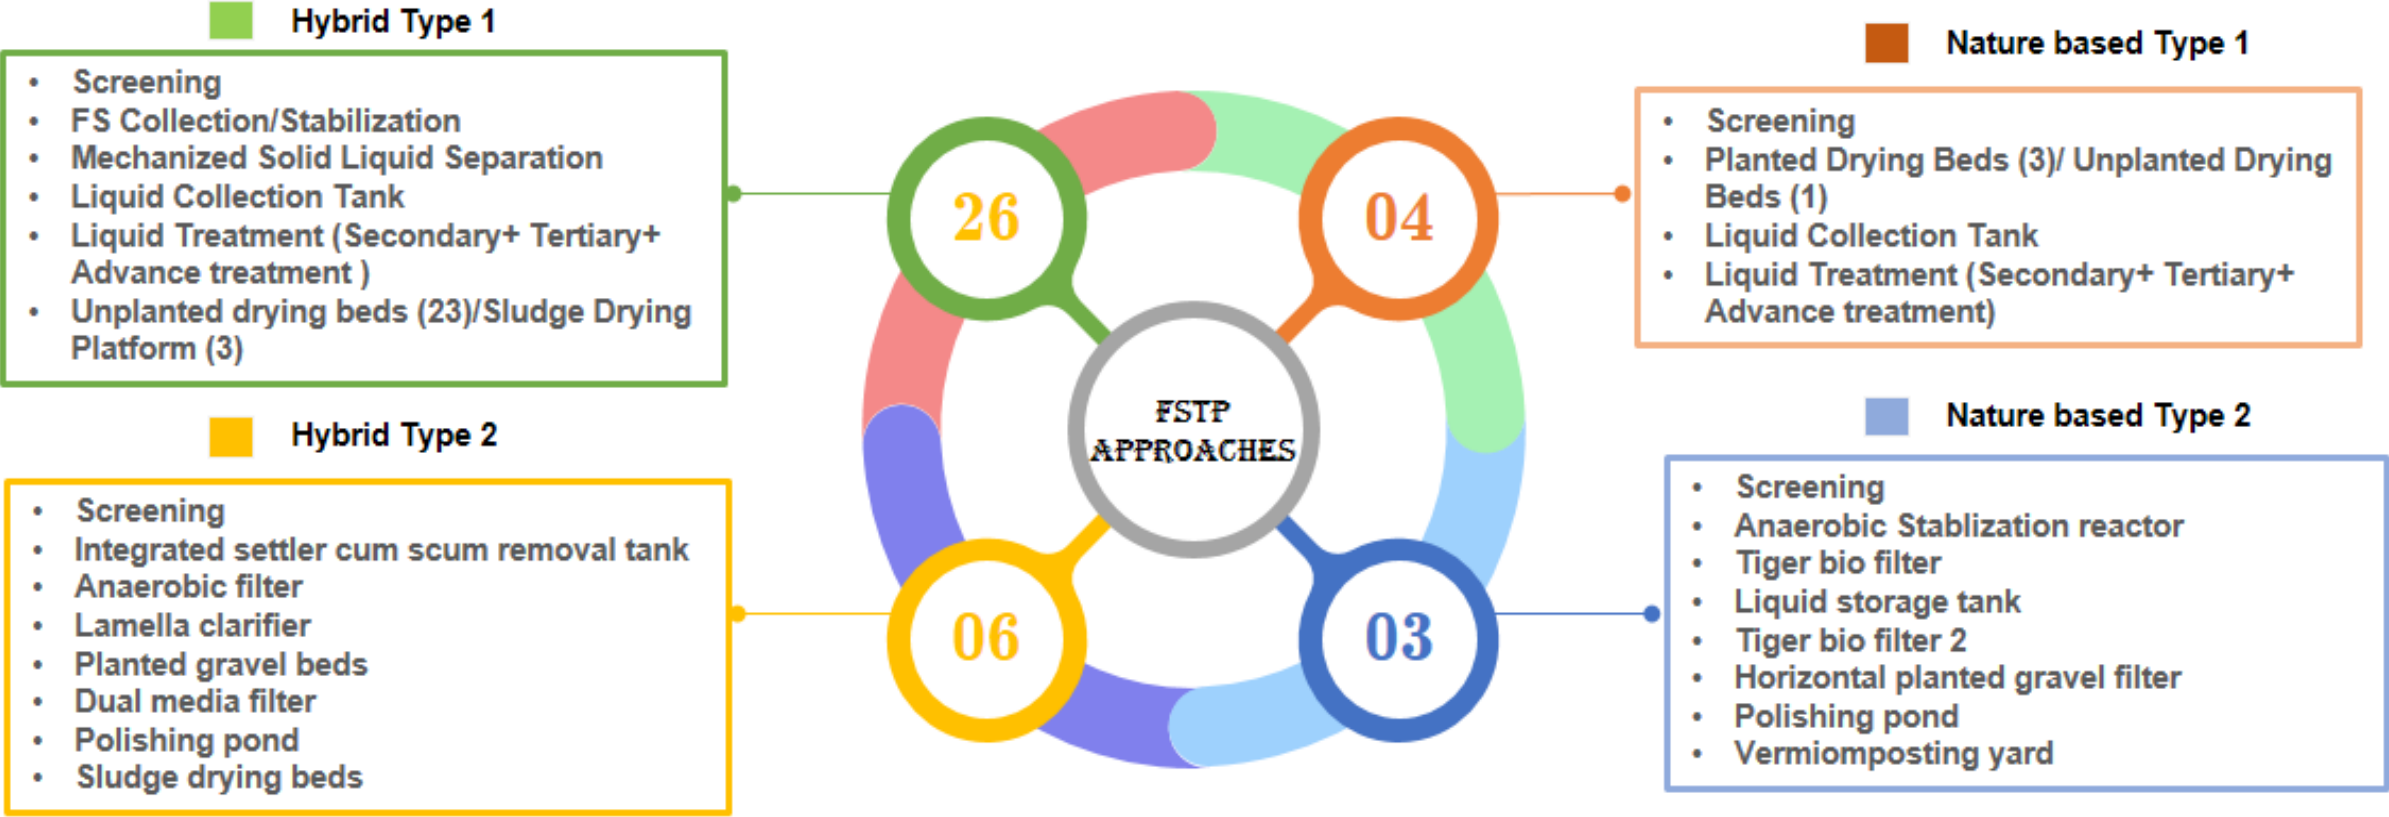 Hybrid Type 1
• Screening
• FS Collection/Stabilization
• Mechanized Solid Liquid Separation
• Liquid Collection Tank
• Liquid Treatment (Secondary+ Tertiary+
Advance treatment )
• Unplanted drying beds (23)/Sludge Drying
Platform (3)
Hybrid Type 2
• Screening
• Integrated settler cum scum removal tank
• Anaerobic filter
• Lamella clarifier
• Planted gravel beds
• Dual media filter
• Polishing pond
• Sludge drying beds
26
04
FSTP
APPROACHES
06
03
Nature based Type 1
• Screening
• Planted Drying Beds (3)/ Unplanted Drying
Beds (1)
• Liquid Collection Tank
• Liquid Treatment (Secondary+ Tertiary+
Advance treatment)
Nature based Type 2
• Screening
• Anaerobic Stablization reactor
• Tiger bio filter
• Liquid storage tank
• Tiger bio filter 2
• Horizontal planted gravel filter
• Polishing pond
• Vermiomposting yard